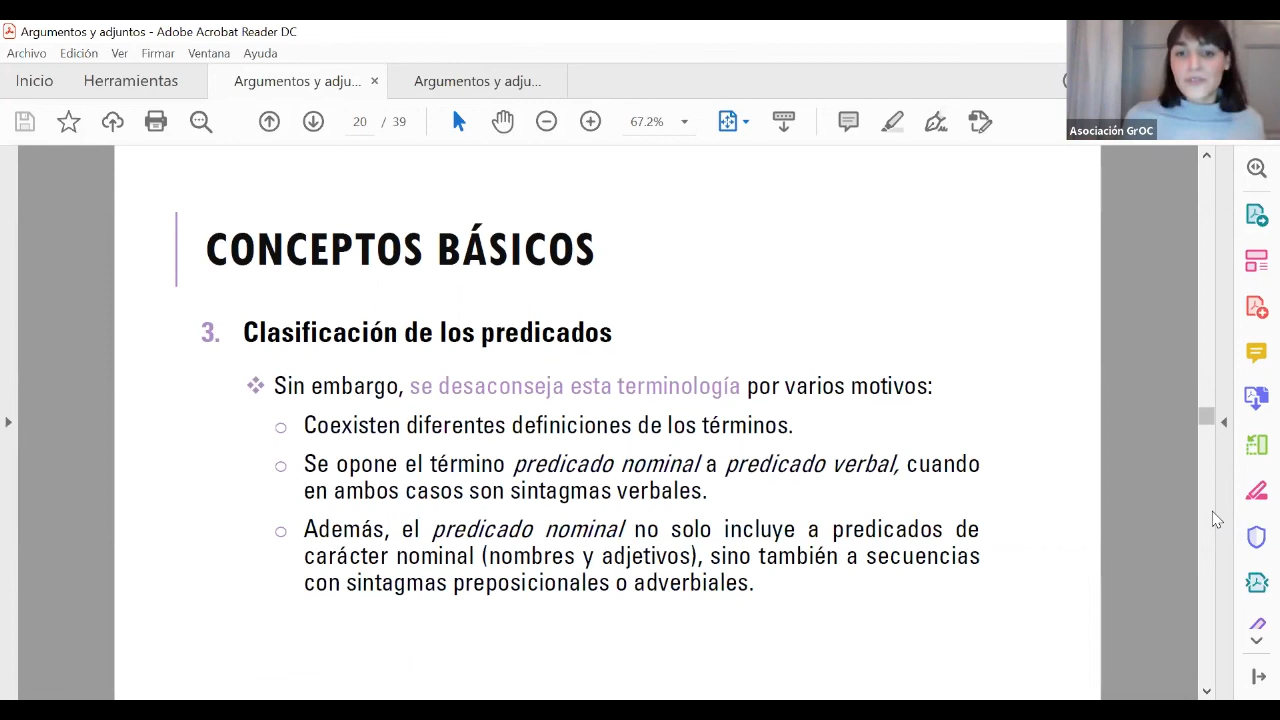 Argumentos y adjuntos - Adobe Acrobat Reader DC
Archivo Edición Ver Firmar Ventana Ayuda
Inicio Herramientas Argumentos y adju... × Argumentos y adju...
20 / 39 67.2%
Asociación GrOC
CONCEPTOS BÁSICOS
3. Clasificación de los predicados
Sin embargo, se desaconseja esta terminología por varios motivos:
Coexisten diferentes definiciones de los términos.
Se opone el término predicado nominal a predicado verbal, cuando
en ambos casos son sintagmas verbales.
Además, el predicado nominal no solo incluye a predicados de
carácter nominal (nombres y adjetivos), sino también a secuencias
con sintagmas preposicionales o adverbiales.